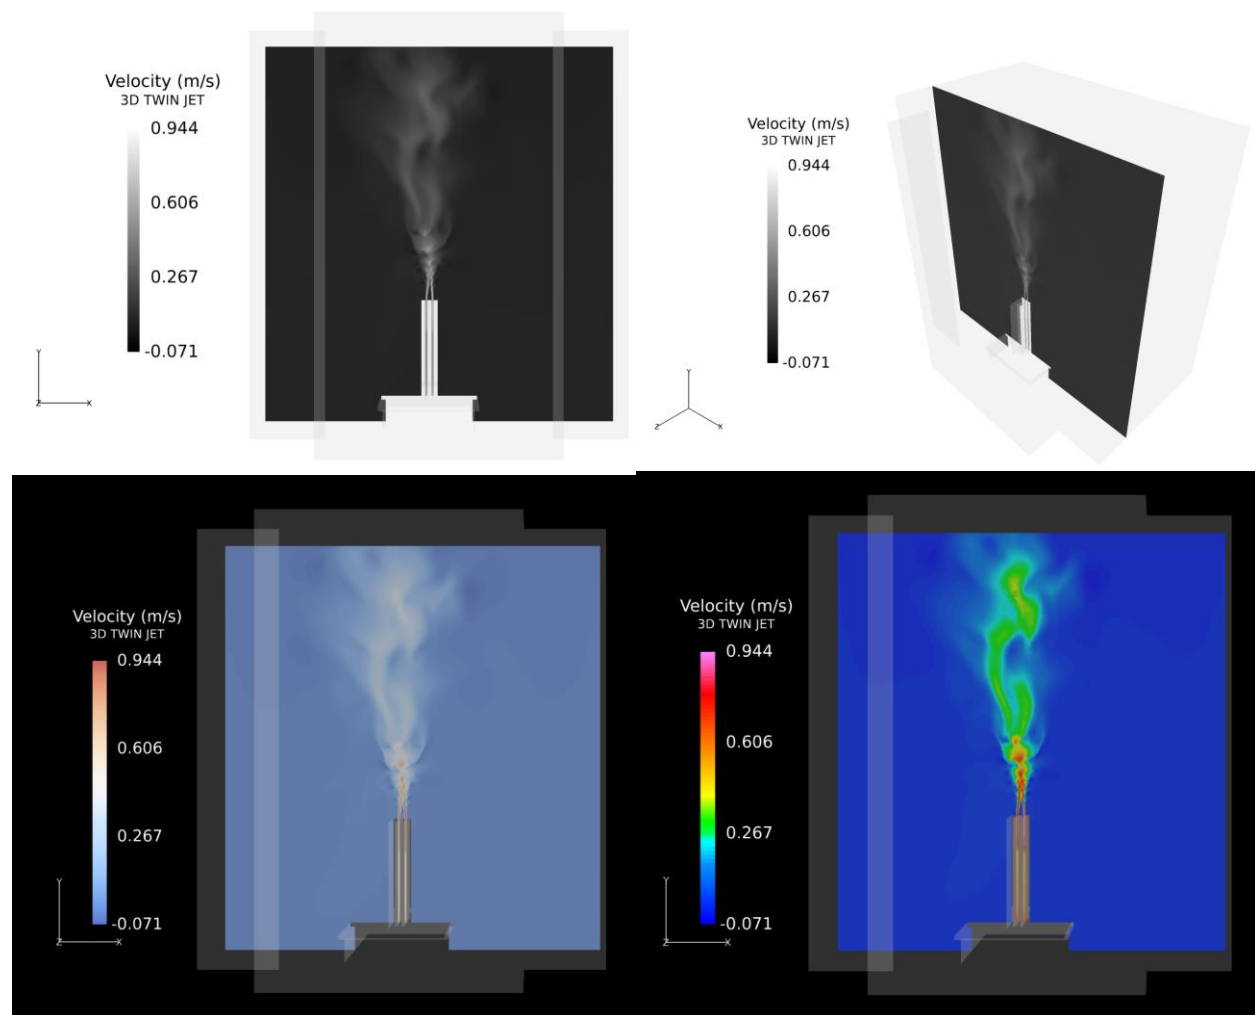 Velocity (m/s)
3D TWIN JET
0.944
0.606
0.267
-0.071
Y
Z
X
Velocity (m/s)
3D TWIN JET
0.944
0.606
0.267
-0.071
Y
Z
X
Velocity (m/s)
3D TWIN JET
0.944
0.606
0.267
-0.071
Y
Z
X
Velocity (m/s)
3D TWIN JET
0.944
0.606
0.267
-0.071
Y
Z
X